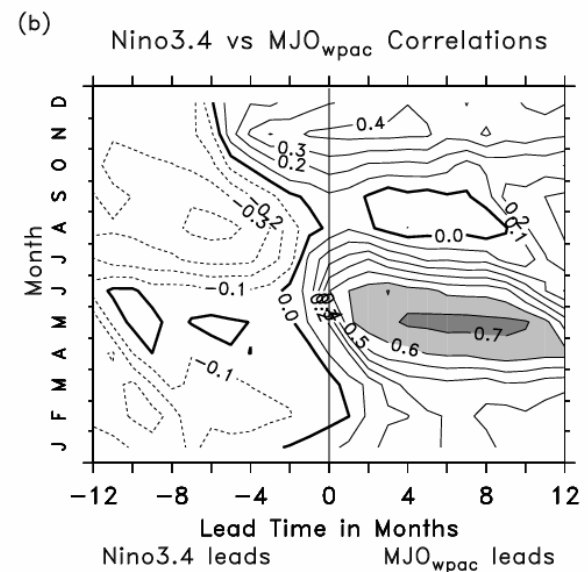 (b)
Nino3.4 vs MJOwpac Correlations
Month
D
N
O
S
A
J
J
M
A
M
F
J
0.4
0.3
0.2
-0.2
-0.3
0.2
0.1
0.0
-0.1
0.0
0.5
0.6
0.7
-0.1
-12 -8 -4 0 4 8 12
Lead Time in Months
Nino3.4 leads MJOwpac leads